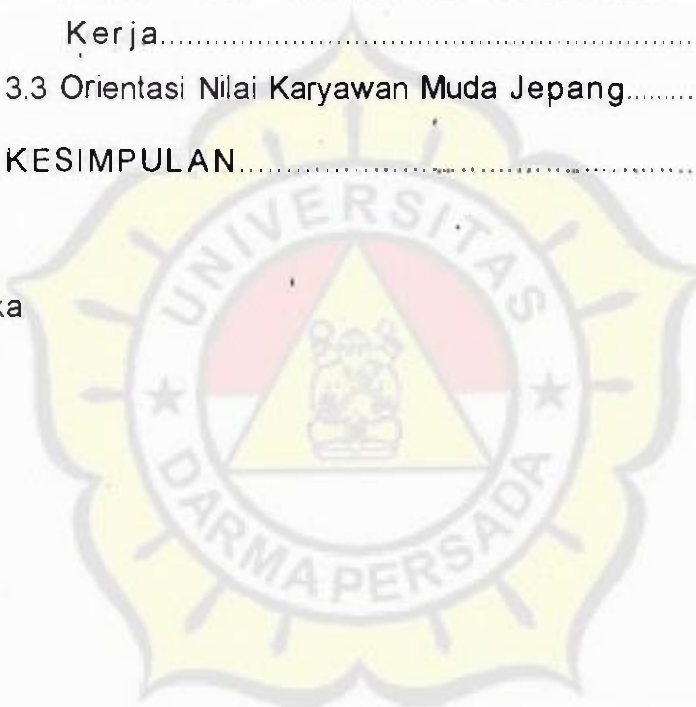 Kerja..........................................................
3.3 Orientasi Nilai Karyawan Muda Jepang.........
KESIMPULAN..................................................
ka
UNIVERSITAS
DARMA PERSADA